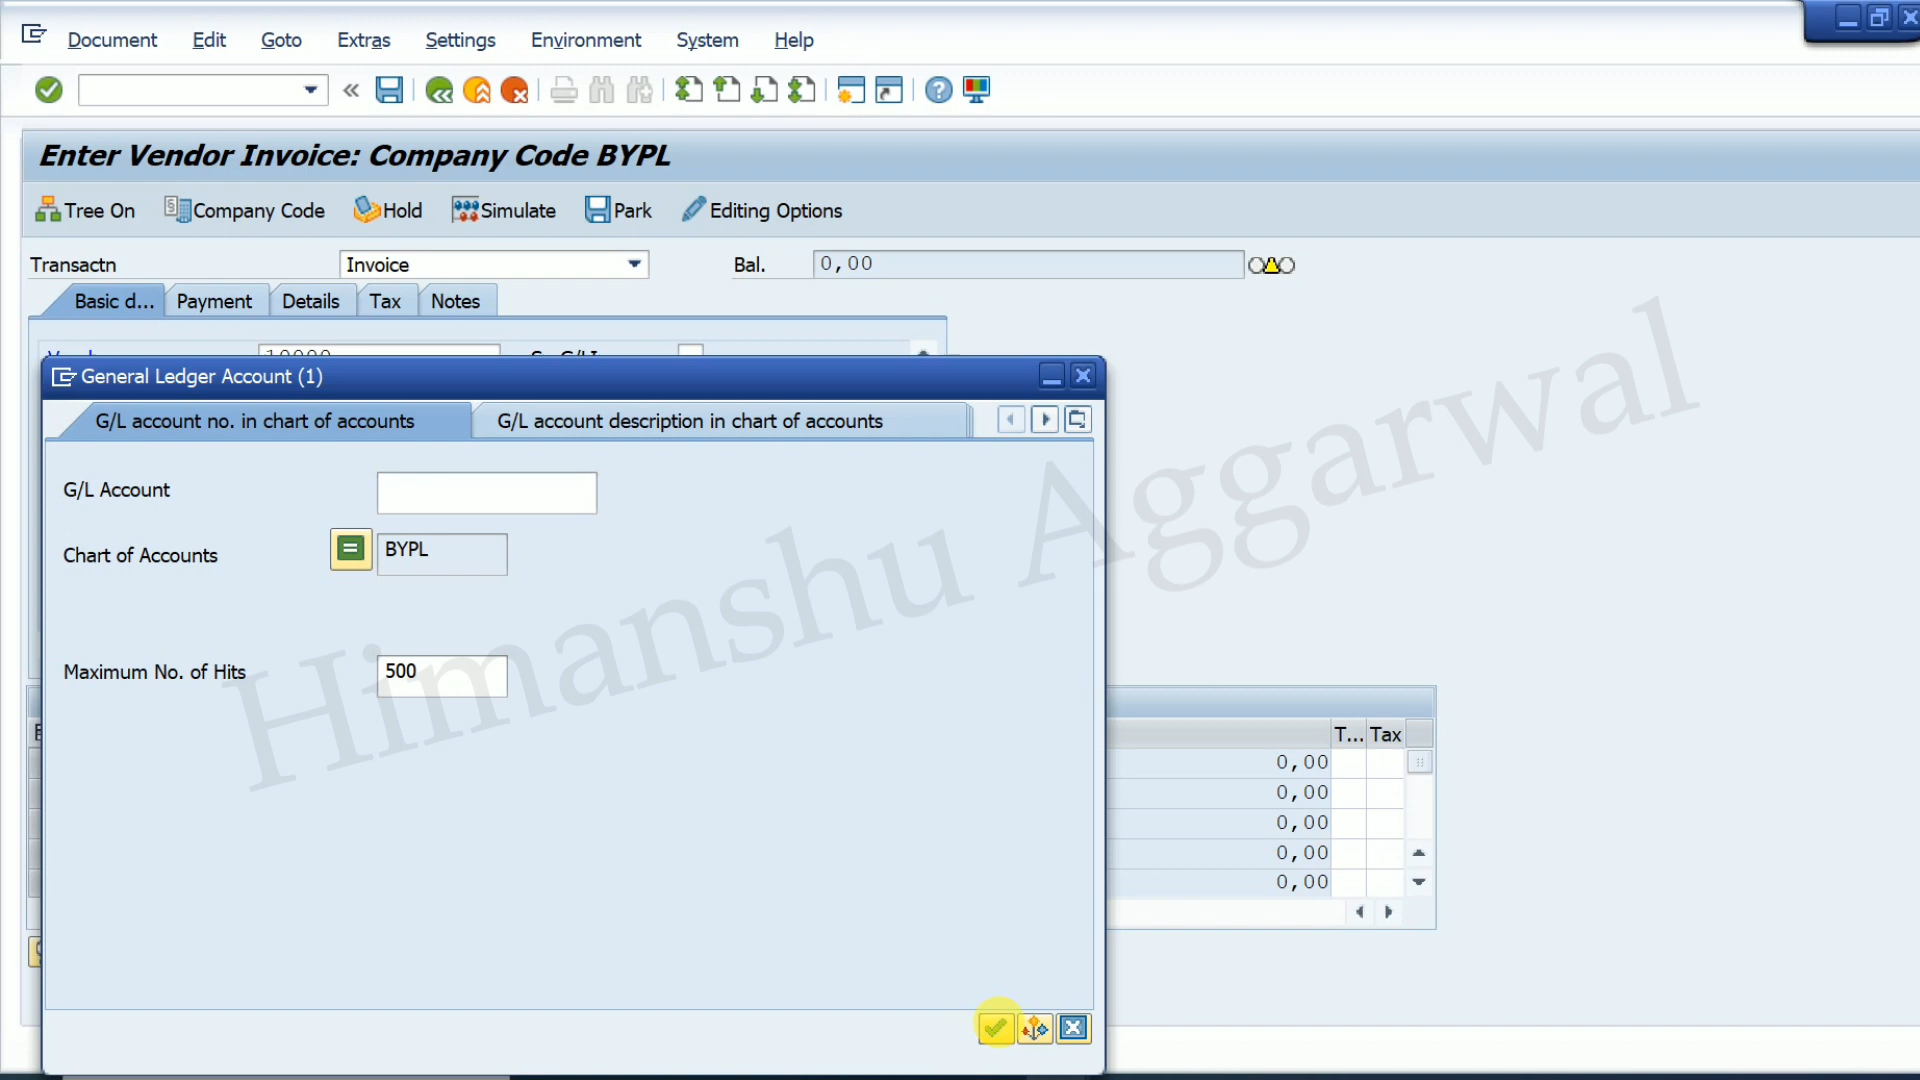 Document Edit Goto Extras Settings Environment System Help
Enter Vendor Invoice: Company Code BYPL
Tree On Company Code Hold Simulate Park Editing Options
Transactn Invoice Bal. 0,00
Basic d... Payment Details Tax Notes
General Ledger Account (1)
G/L account no. in chart of accounts G/L account description in chart of accounts
G/L Account
Chart of Accounts BYPL
Maximum No. of Hits 500
T... Tax
0,00
0,00
0,00
0,00
0,00
Himanshu Aggarwal